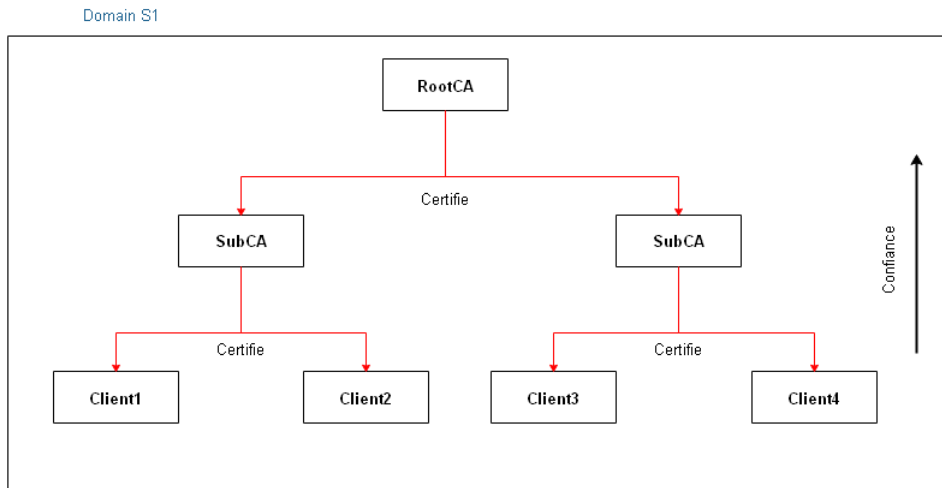 Domain S1
RootCA
Certifie
SubCA
SubCA
Confiance
Certifie
Certifie
Client1
Client2
Client3
Client4